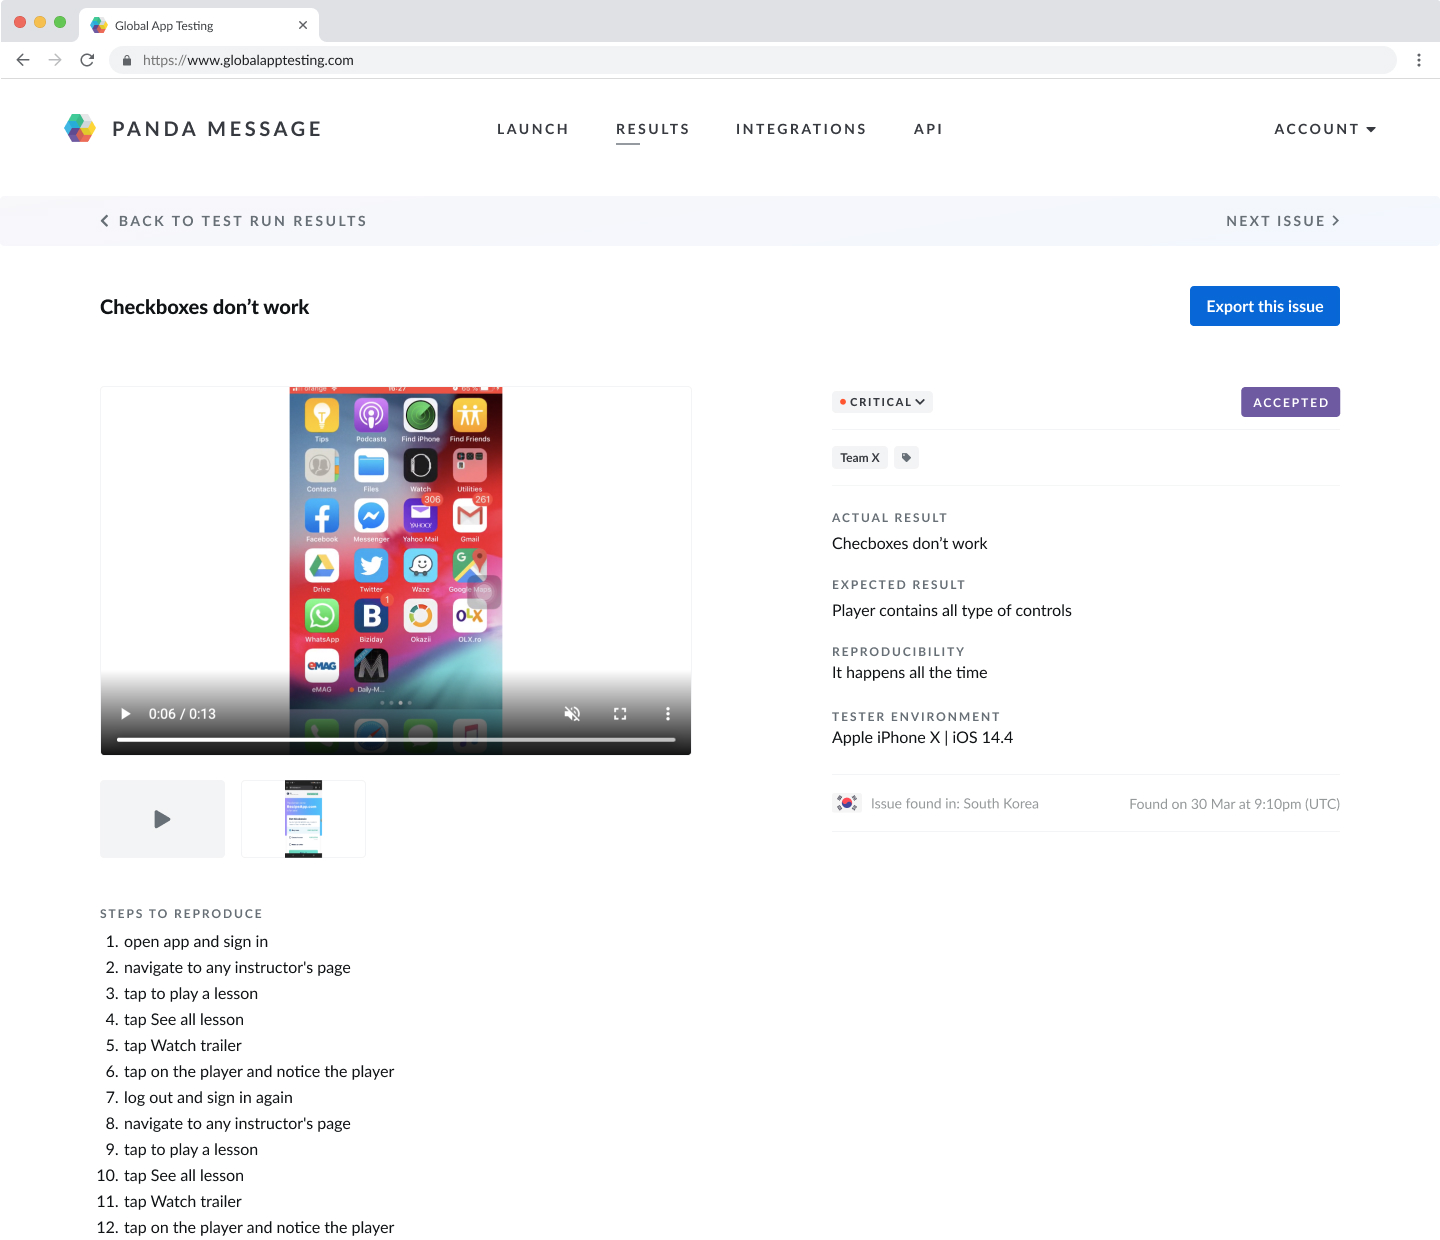 Global App Testing
https://www.globalapptesting.com
PANDA MESSAGE
LAUNCH
RESULTS
INTEGRATIONS
API
ACCOUNT
BACK TO TEST RUN RESULTS
NEXT ISSUE
Checkboxes don’t work
Export this issue
orange 10:27 68 %
Tips Podcasts Find iPhone Find Friends
Contacts Files Watch Utilities
306 261
YAHOO!
Facebook Messenger Yahoo Mail Gmail
G
Drive Twitter Waze Google Maps
1
B OLX
WhatsApp Biziday Okazii OLX.ro
eMAG M
eMAG Daily-M...
0:06 / 0:13
CRITICAL
ACCEPTED
Team X
ACTUAL RESULT
Checboxes don’t work
EXPECTED RESULT
Player contains all type of controls
REPRODUCIBILITY
It happens all the time
TESTER ENVIRONMENT
Apple iPhone X | iOS 14.4
Issue found in: South Korea
Found on 30 Mar at 9:10pm (UTC)
STEPS TO REPRODUCE
1. open app and sign in
2. navigate to any instructor's page
3. tap to play a lesson
4. tap See all lesson
5. tap Watch trailer
6. tap on the player and notice the player
7. log out and sign in again
8. navigate to any instructor's page
9. tap to play a lesson
10. tap See all lesson
11. tap Watch trailer
12. tap on the player and notice the player